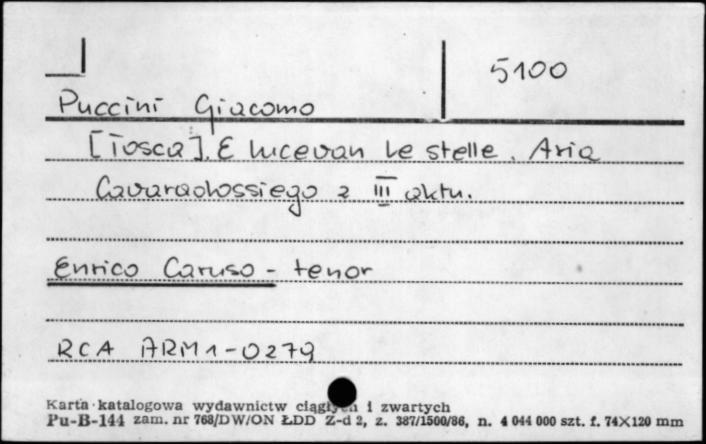 5100
Puccini Giacomo
[Tosca]. E lucevan le stelle. Aria
Cavaradossiego z III aktu.
Enrico Caruso - tenor
RCA ARM1-0279
Karta katalogowa wydawnictw ciągłych i zwartych
Pu-B-144 zam. nr 768/DW/ON ŁDD Z-d 2, z. 387/1500/86, n. 4 044 000 szt. f. 74X120 mm